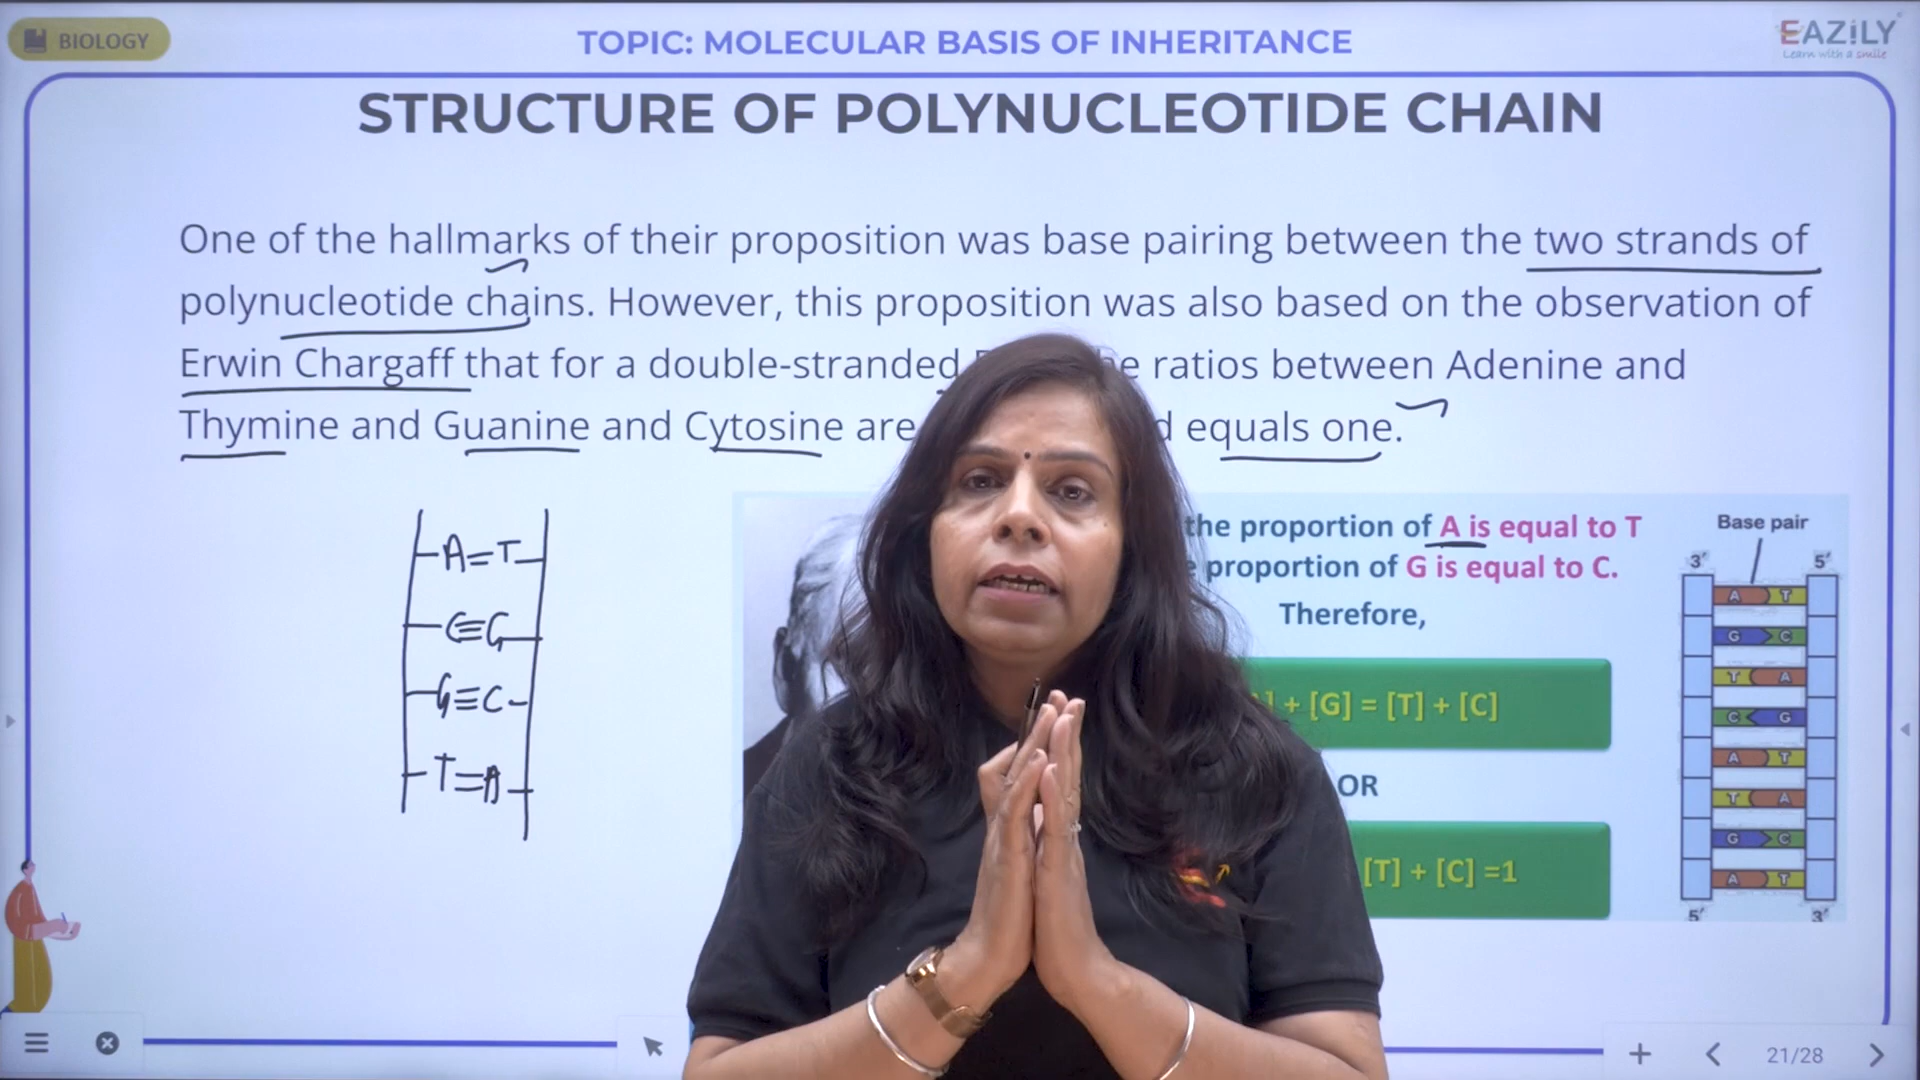 BIOLOGY
TOPIC: MOLECULAR BASIS OF INHERITANCE
EAZiLY
Learn with a smile
STRUCTURE OF POLYNUCLEOTIDE CHAIN
One of the hallmarks of their proposition was base pairing between the two strands of
polynucleotide chains. However, this proposition was also based on the observation of
Erwin Chargaff that for a double-stranded ratios between Adenine and
Thymine and Guanine and Cytosine are equals one.
A=T
C≡G
G≡C
T=A
the proportion of A is equal to T
proportion of G is equal to C.
Therefore,
+ [G] = [T] + [C]
OR
[T] + [C] =1
Base pair
3' 5'
A T
G C
T A
C G
A T
T A
G C
A T
5' 3'
21/28